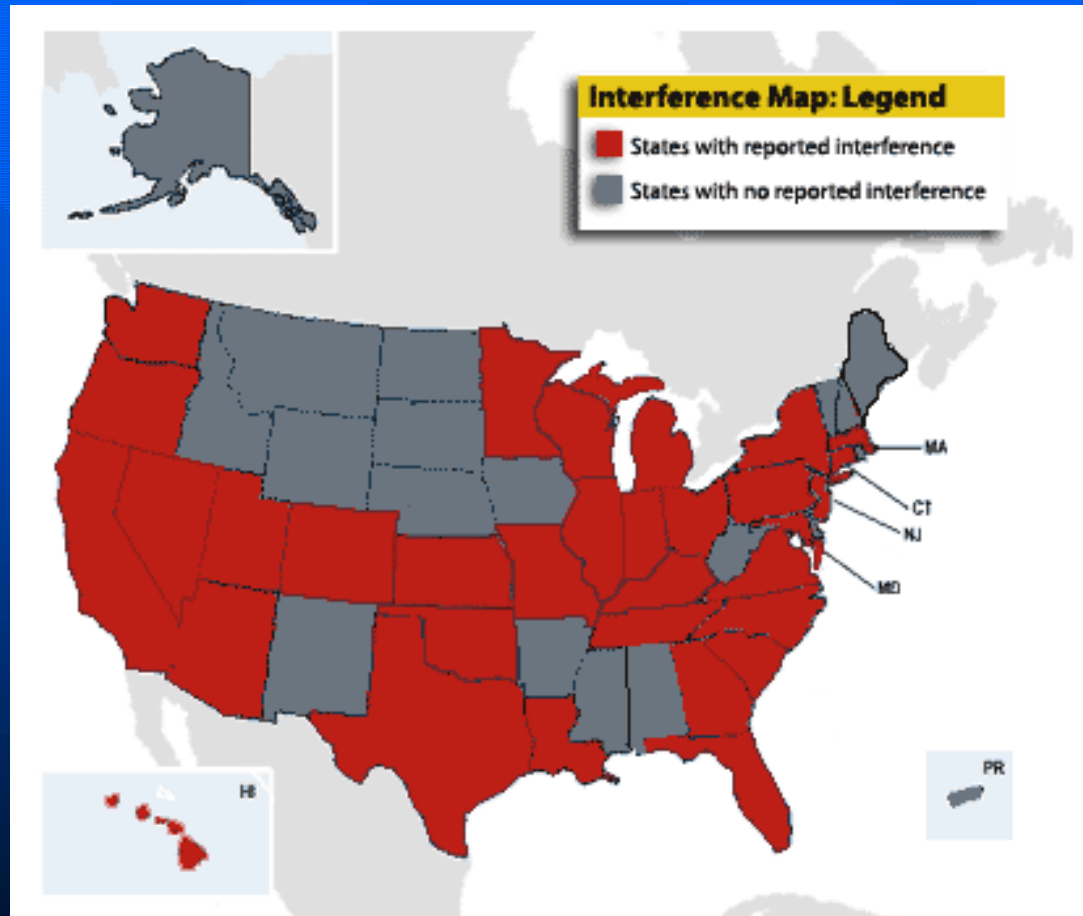 Interference Map: Legend
States with reported interference
States with no reported interference
MA
CT
NJ
MD
HI
PR